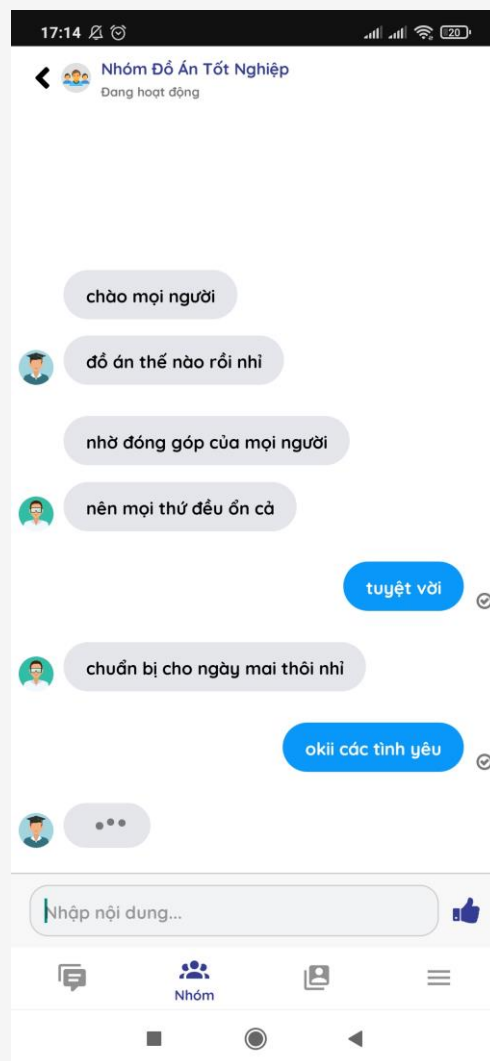 17:14
20
Nhóm Đồ Án Tốt Nghiệp
Đang hoạt động
chào mọi người
đồ án thế nào rồi nhỉ
nhờ đóng góp của mọi người
nên mọi thứ đều ổn cả
tuyệt vời
chuẩn bị cho ngày mai thôi nhỉ
okii các tình yêu
Nhập nội dung...
Nhóm